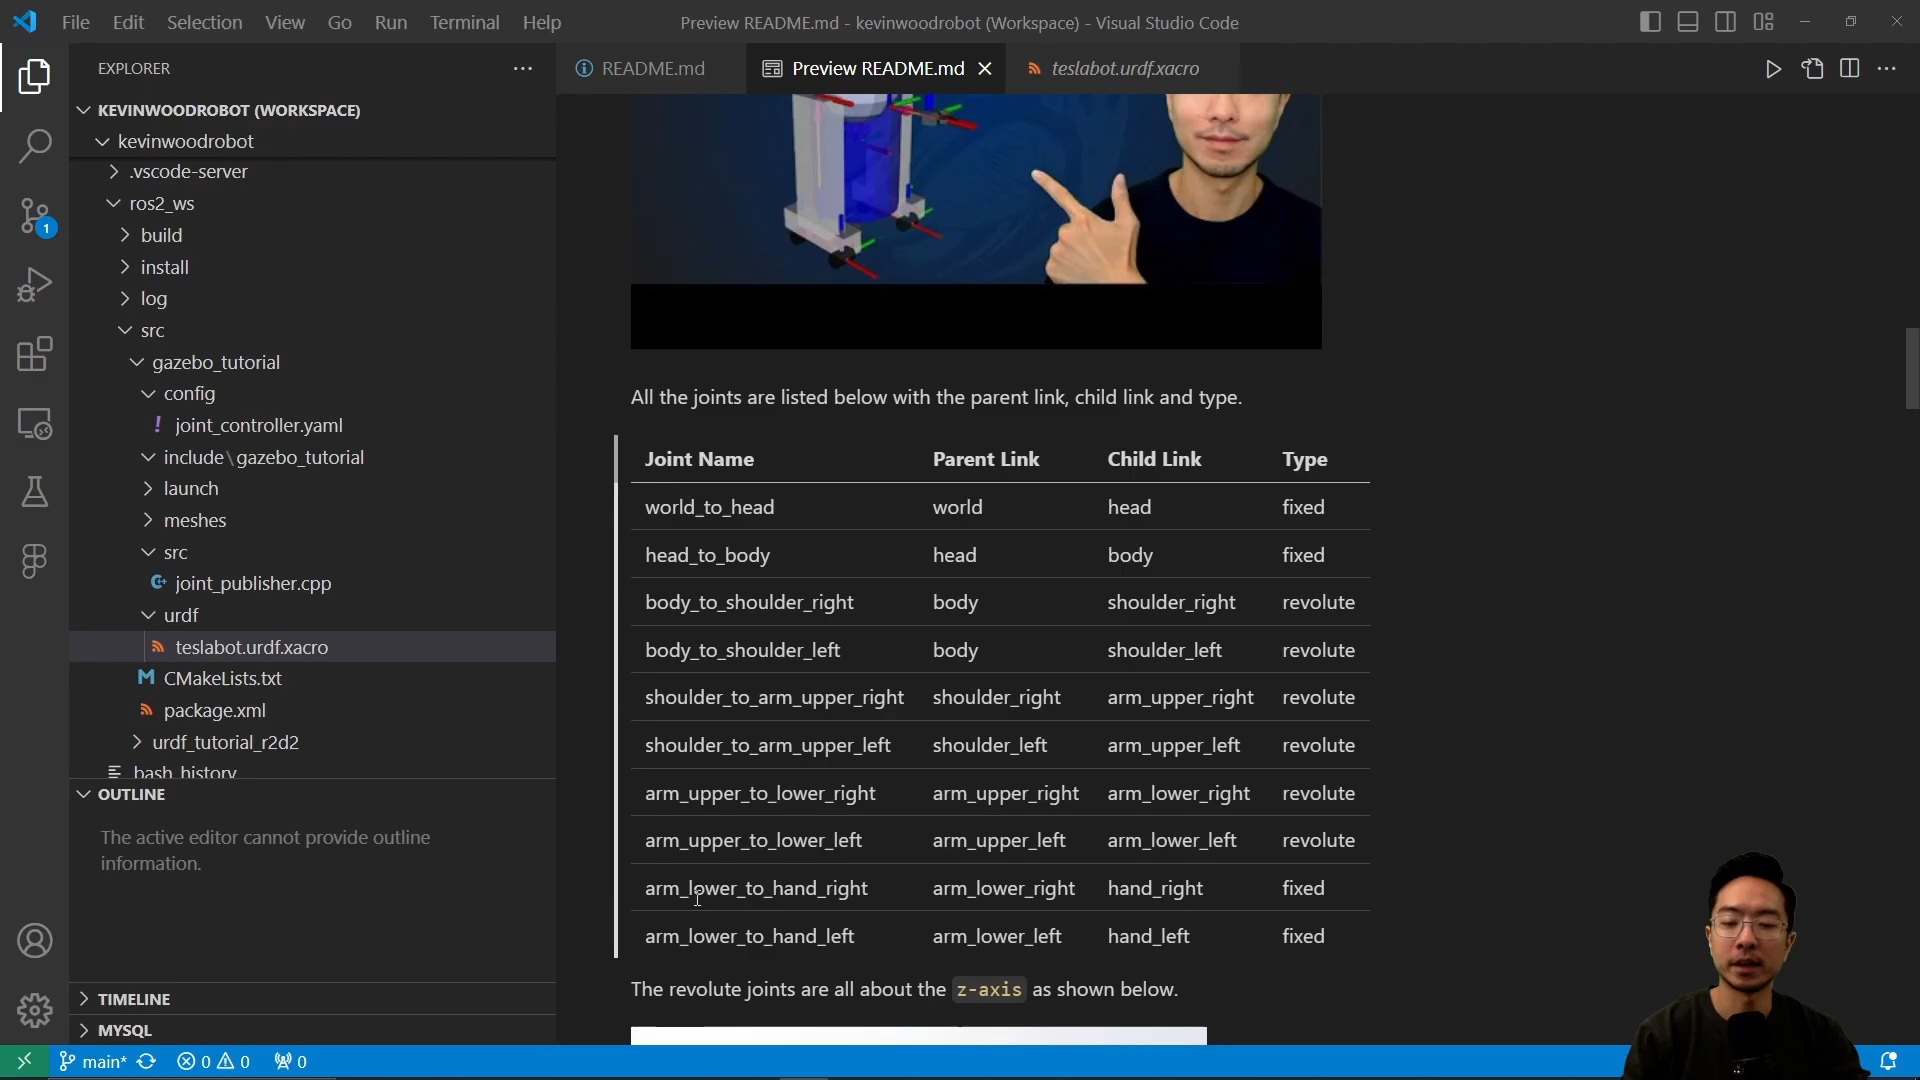 File Edit Selection View Go Run Terminal Help Preview README.md - kevinwoodrobot (Workspace) - Visual Studio Code
EXPLORER
README.md Preview README.md teslabot.urdf.xacro
KEVINWOODROBOT (WORKSPACE)
kevinwoodrobot
.vscode-server
ros2_ws
build
install
log
src
gazebo_tutorial
config
! joint_controller.yaml
include\gazebo_tutorial
launch
meshes
src
joint_publisher.cpp
urdf
teslabot.urdf.xacro
M CMakeLists.txt
package.xml
urdf_tutorial_r2d2
bash_history
OUTLINE
The active editor cannot provide outline
information.
TIMELINE
MYSQL
1
All the joints are listed below with the parent link, child link and type.
Joint Name Parent Link Child Link Type
world_to_head world head fixed
head_to_body head body fixed
body_to_shoulder_right body shoulder_right revolute
body_to_shoulder_left body shoulder_left revolute
shoulder_to_arm_upper_right shoulder_right arm_upper_right revolute
shoulder_to_arm_upper_left shoulder_left arm_upper_left revolute
arm_upper_to_lower_right arm_upper_right arm_lower_right revolute
arm_upper_to_lower_left arm_upper_left arm_lower_left revolute
arm_lower_to_hand_right arm_lower_right hand_right fixed
arm_lower_to_hand_left arm_lower_left hand_left fixed
The revolute joints are all about the z-axis as shown below.
main* 0 0 0